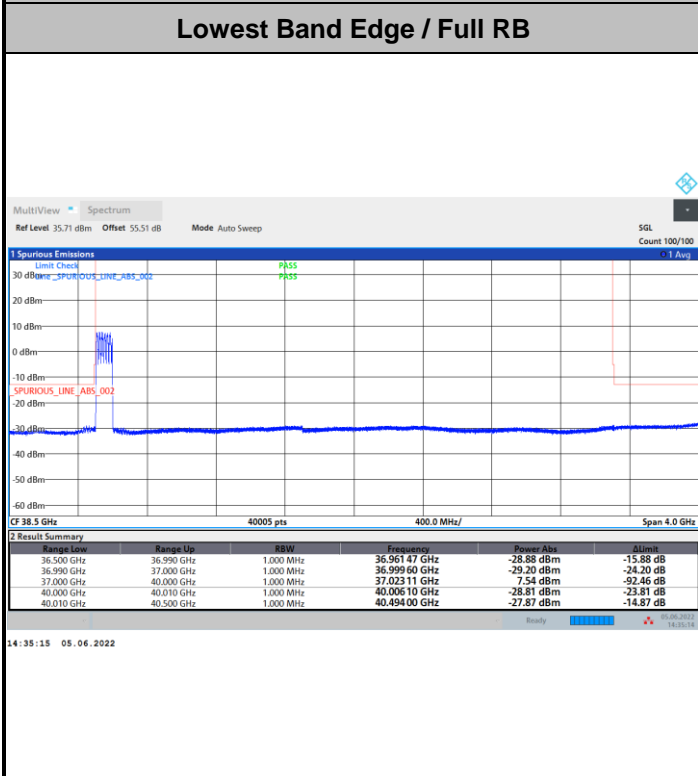 Lowest Band Edge / Full RB
MultiView Spectrum
Ref Level 35.71 dBm Offset 55.51 dB Mode Auto Sweep SGL
Count 100/100
1 Spurious Emissions 1 Avg
Limit Check PASS
30 dBm Line _SPURIOUS_LINE_ABS_002 PASS
20 dBm
10 dBm
0 dBm
-10 dBm
_SPURIOUS_LINE_ABS_002
-20 dBm
-30 dBm
-40 dBm
-50 dBm
-60 dBm
CF 38.5 GHz 40005 pts 400.0 MHz/ Span 4.0 GHz
2 Result Summary
Range Low Range Up RBW Frequency Power Abs ΔLimit
36.500 GHz 36.990 GHz 1.000 MHz 36.961 47 GHz -28.88 dBm -15.88 dB
36.990 GHz 37.000 GHz 1.000 MHz 36.999 60 GHz -29.20 dBm -24.20 dB
37.000 GHz 40.000 GHz 1.000 MHz 37.023 11 GHz 7.54 dBm -92.46 dB
40.000 GHz 40.010 GHz 1.000 MHz 40.006 10 GHz -28.81 dBm -23.81 dB
40.010 GHz 40.500 GHz 1.000 MHz 40.494 00 GHz -27.87 dBm -14.87 dB
Ready 05.06.2022
14:35:14
14:35:15 05.06.2022